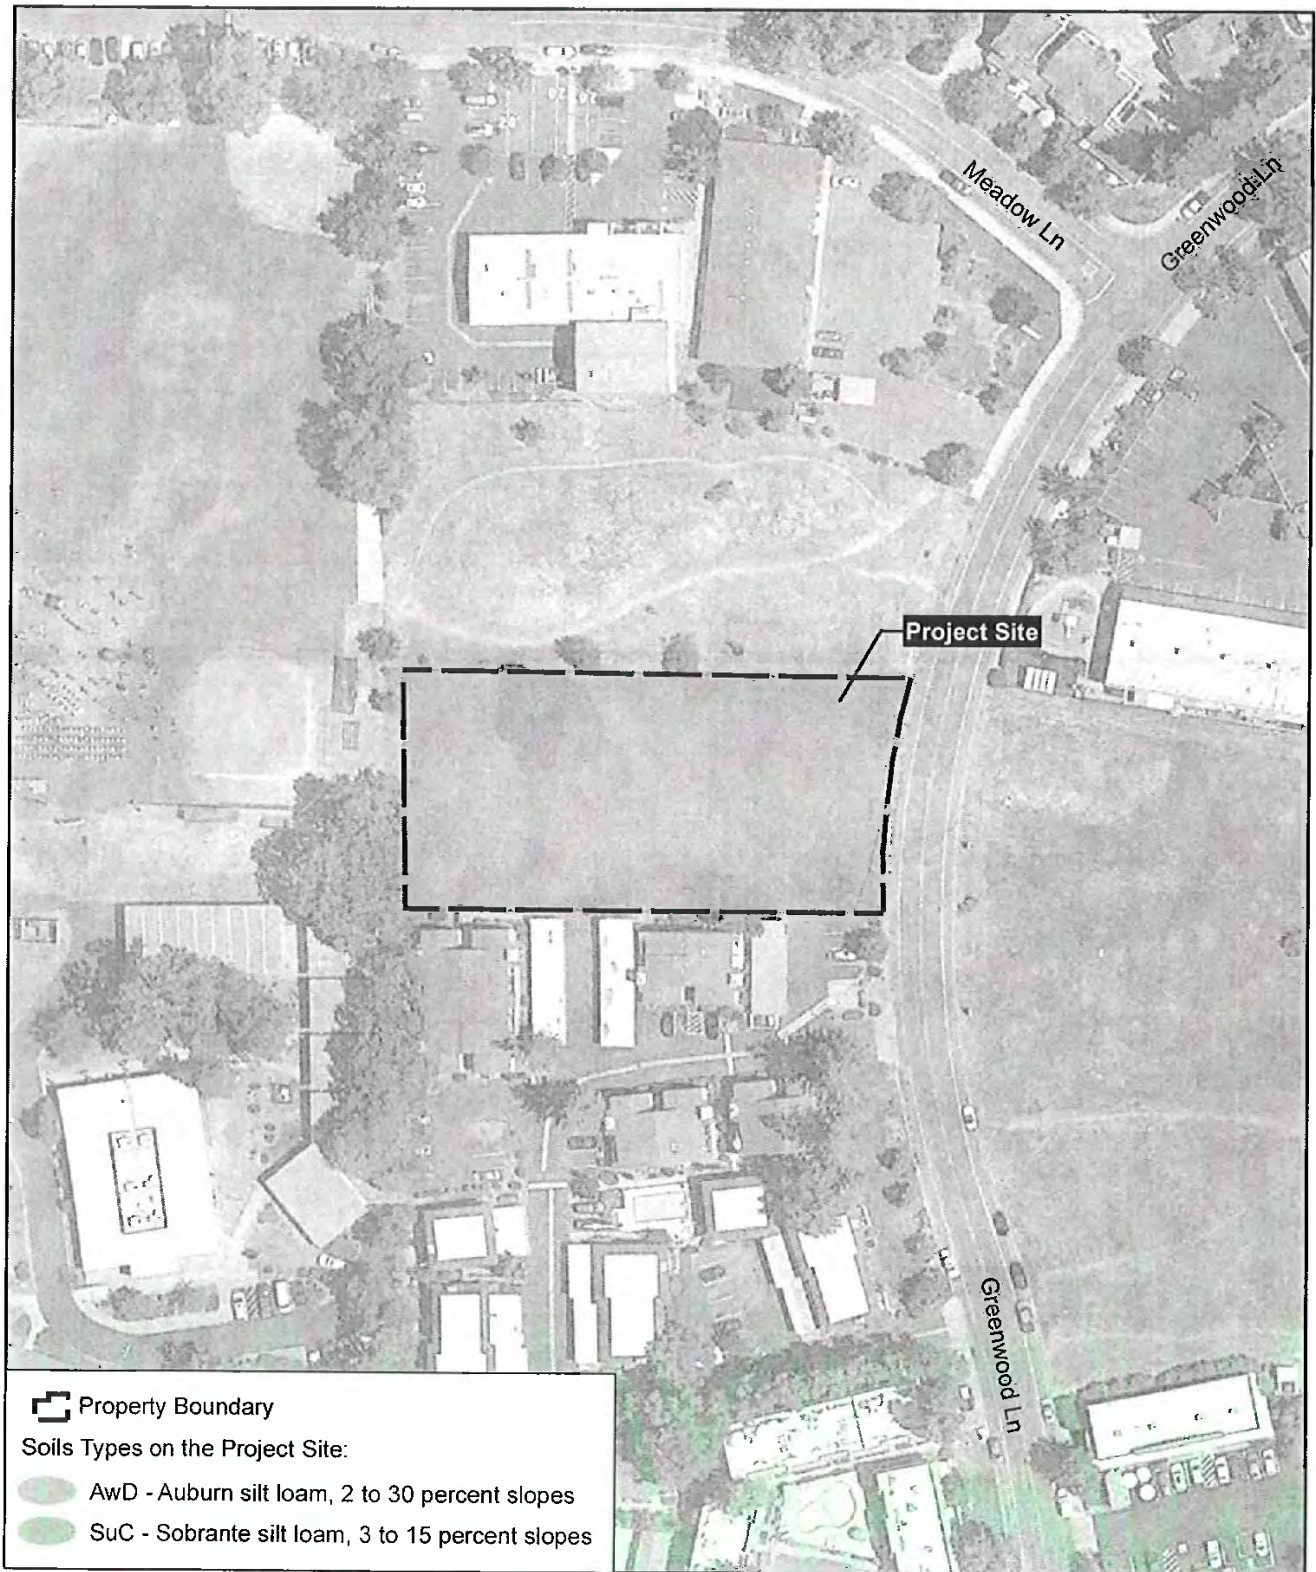 Meadow Ln
Greenwood Ln
Project Site
Greenwood Ln
Property Boundary
Soils Types on the Project Site:
AwD - Auburn silt loam, 2 to 30 percent slopes
SuC - Sobrante silt loam, 3 to 15 percent slopes